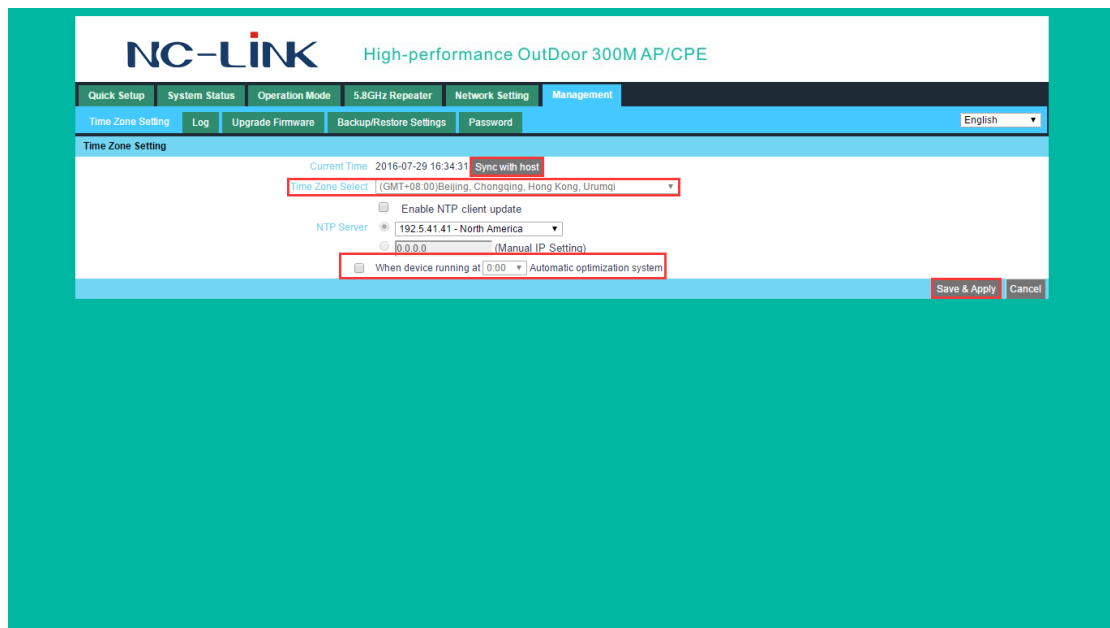 NC-LiNK High-performance OutDoor 300M AP/CPE
Quick Setup System Status Operation Mode 5.8GHz Repeater Network Setting Management
Time Zone Setting Log Upgrade Firmware Backup/Restore Settings Password English
Time Zone Setting
Current Time 2016-07-29 16:34:31 Sync with host
Time Zone Select (GMT+08:00)Beijing, Chongqing, Hong Kong, Urumqi
Enable NTP client update
NTP Server 192.5.41.41 - North America
0.0.0.0 (Manual IP Setting)
When device running at 0:00 Automatic optimization system
Save & Apply Cancel